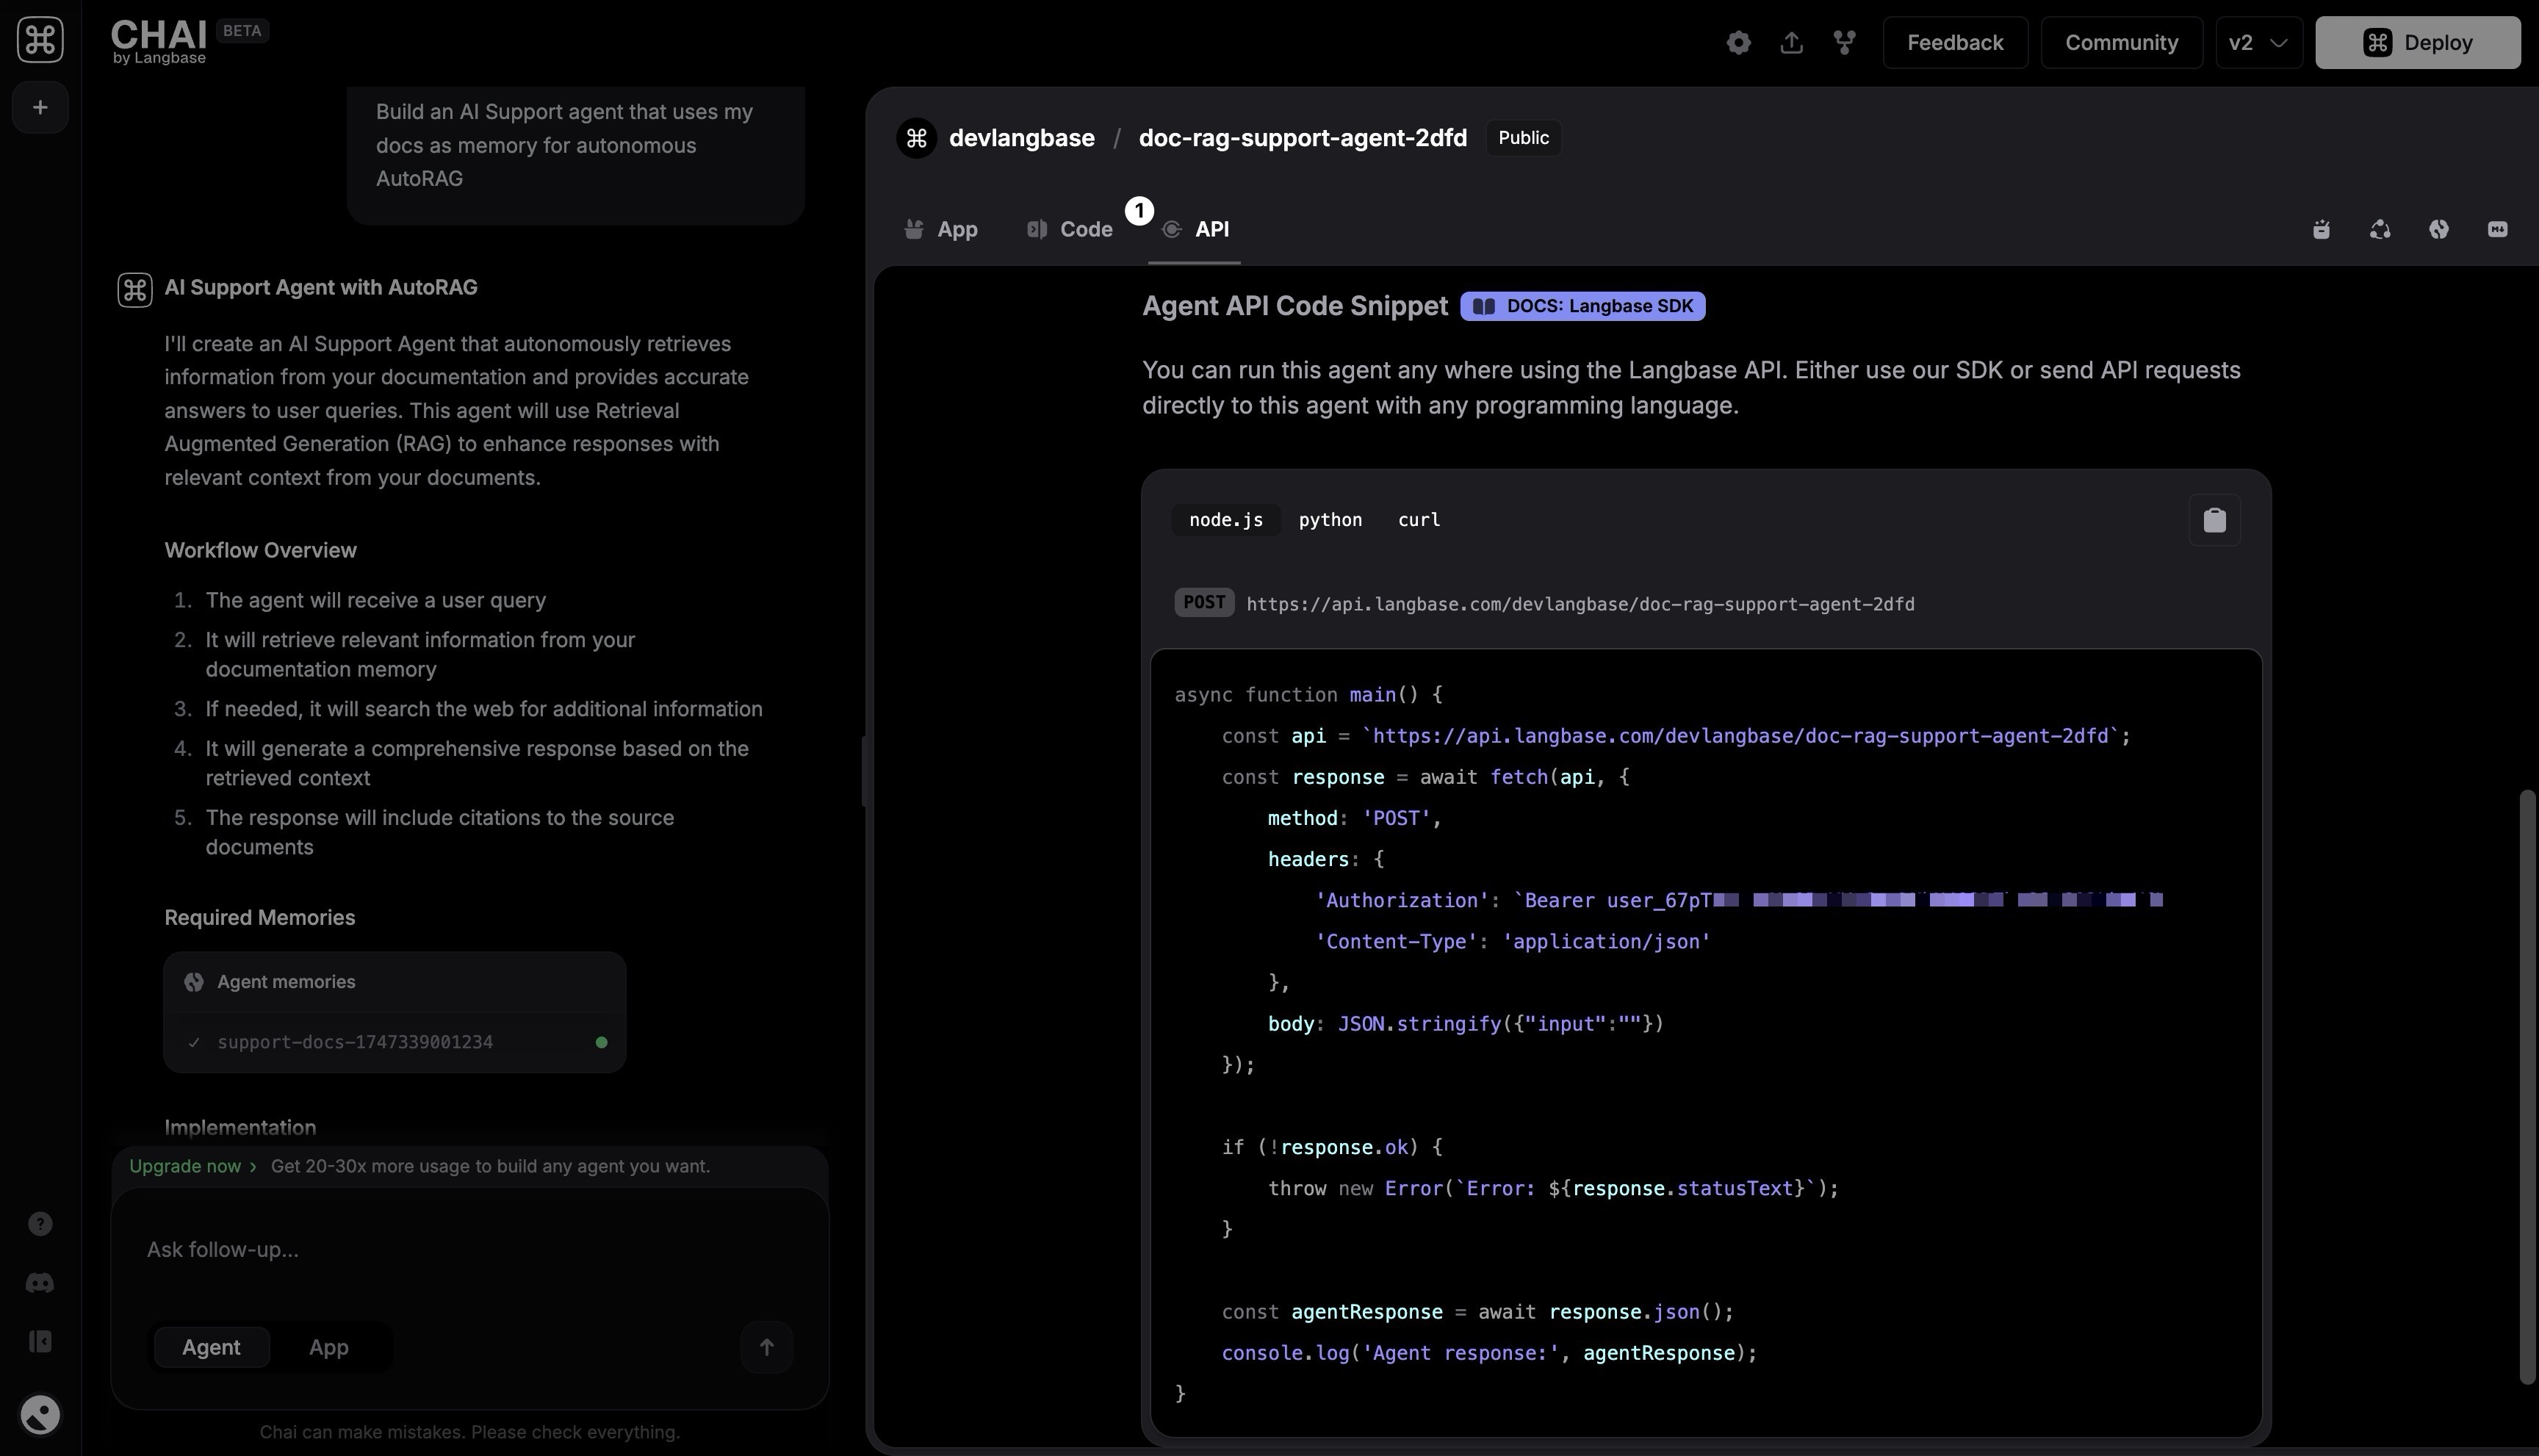 CHAI BETA
by Langbase
Feedback
Community
v2
Deploy
Build an AI Support agent that uses my
docs as memory for autonomous
AutoRAG
AI Support Agent with AutoRAG
I'll create an AI Support Agent that autonomously retrieves
information from your documentation and provides accurate
answers to user queries. This agent will use Retrieval
Augmented Generation (RAG) to enhance responses with
relevant context from your documents.
Workflow Overview
1. The agent will receive a user query
2. It will retrieve relevant information from your
documentation memory
3. If needed, it will search the web for additional information
4. It will generate a comprehensive response based on the
retrieved context
5. The response will include citations to the source
documents
Required Memories
Agent memories
support-docs-1747339001234
Implementation
Upgrade now › Get 20-30x more usage to build any agent you want.
Ask follow-up...
Agent
App
Chai can make mistakes. Please check everything.
devlangbase / doc-rag-support-agent-2dfd Public
App
Code
1
API
Agent API Code Snippet DOCS: Langbase SDK
You can run this agent any where using the Langbase API. Either use our SDK or send API requests
directly to this agent with any programming language.
node.js python curl
POST https://api.langbase.com/devlangbase/doc-rag-support-agent-2dfd
async function main() {
const api = `https://api.langbase.com/devlangbase/doc-rag-support-agent-2dfd`;
const response = await fetch(api, {
method: 'POST',
headers: {
'Authorization': `Bearer user_67pT
'Content-Type': 'application/json'
},
body: JSON.stringify({"input":""})
});
if (!response.ok) {
throw new Error(`Error: ${response.statusText}`);
}
const agentResponse = await response.json();
console.log('Agent response:', agentResponse);
}